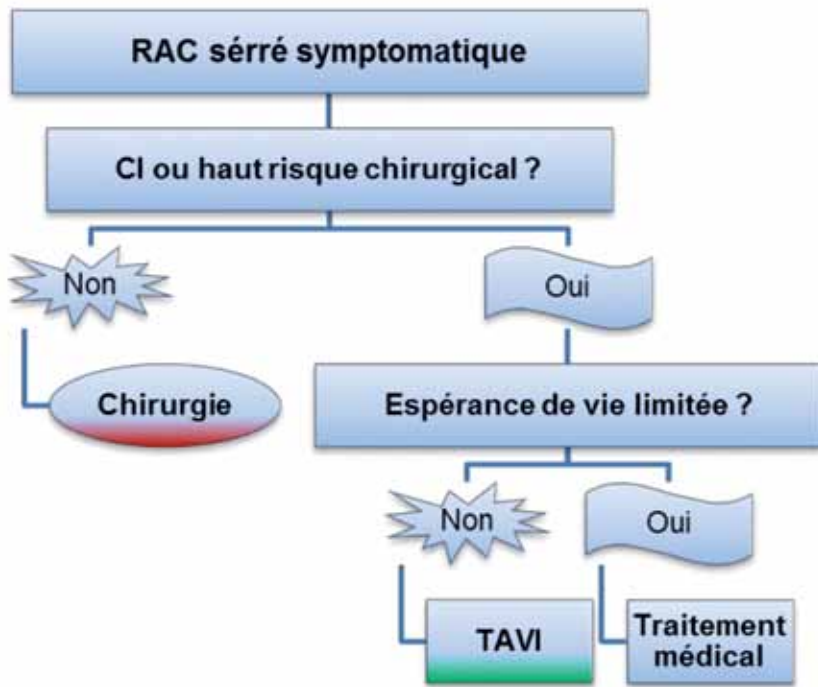 RAC sérré symptomatique
CI ou haut risque chirurgical ?
Non
Oui
Chirurgie
Espérance de vie limitée ?
Non
Oui
TAVI
Traitement
médical